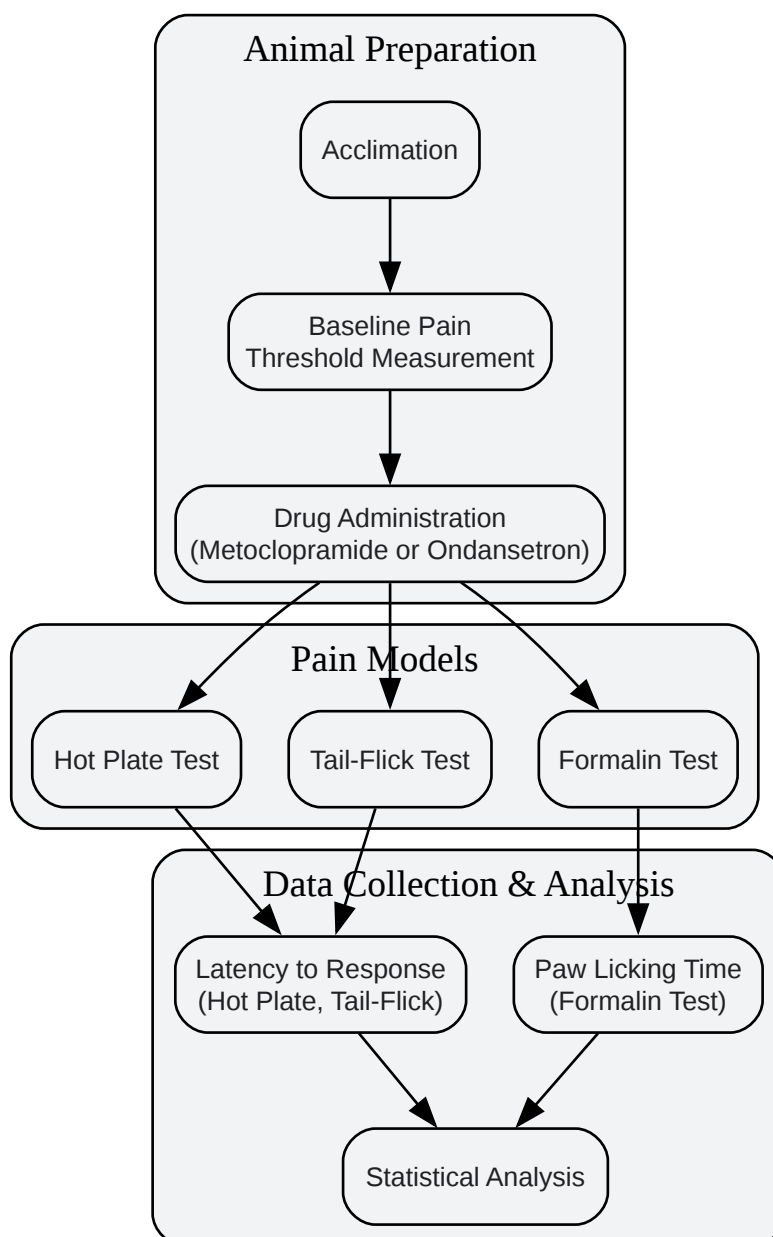 Animal Preparation
Acclimation
Baseline Pain
Threshold Measurement
Drug Administration
(Metoclopramide or Ondansetron)
Pain Models
Hot Plate Test
Tail-Flick Test
Formalin Test
Data Collection & Analysis
Latency to Response
(Hot Plate, Tail-Flick)
Paw Licking Time
(Formalin Test)
Statistical Analysis